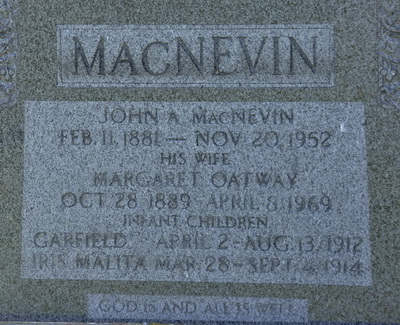 MACNEVIN
JOHN A. MACNEVIN
FEB. 11, 1881 — NOV. 20, 1952
HIS WIFE
MARGARET OATWAY
OCT 28 1889 - APRIL 8, 1969
INFANT CHILDREN
GARFIELD APRIL 2 - AUG. 13, 1912
IRIS MALITA MAR. 28 - SEPT. 4, 1914
GOD IS AND ALL IS WELL